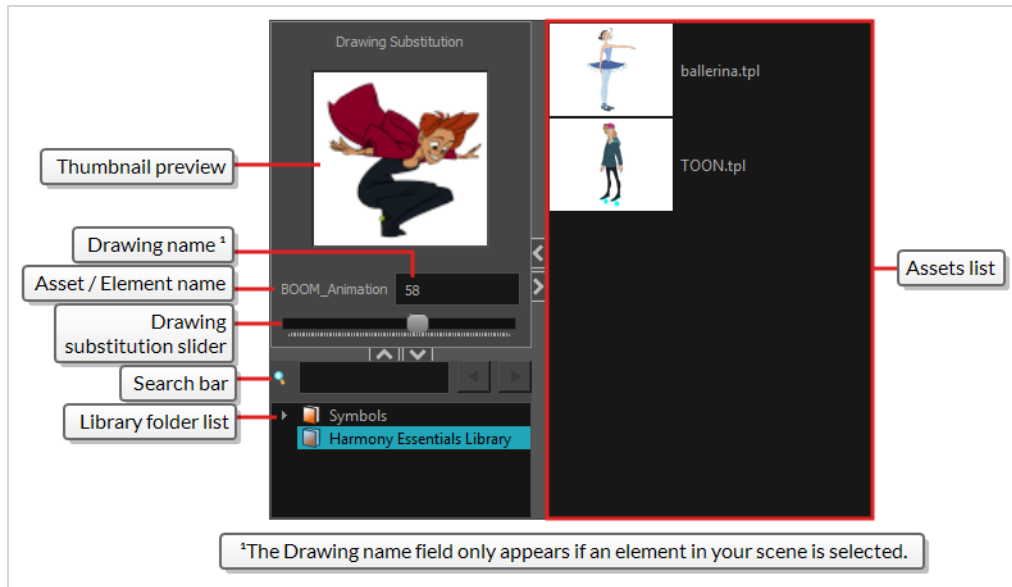 Drawing Substitution
ballerina.tpl
TOON.tpl
Thumbnail preview
Drawing name ¹
Asset / Element name
BOOM_Animation
58
Drawing
substitution slider
Search bar
Library folder list
Symbols
Harmony Essentials Library
Assets list
¹The Drawing name field only appears if an element in your scene is selected.